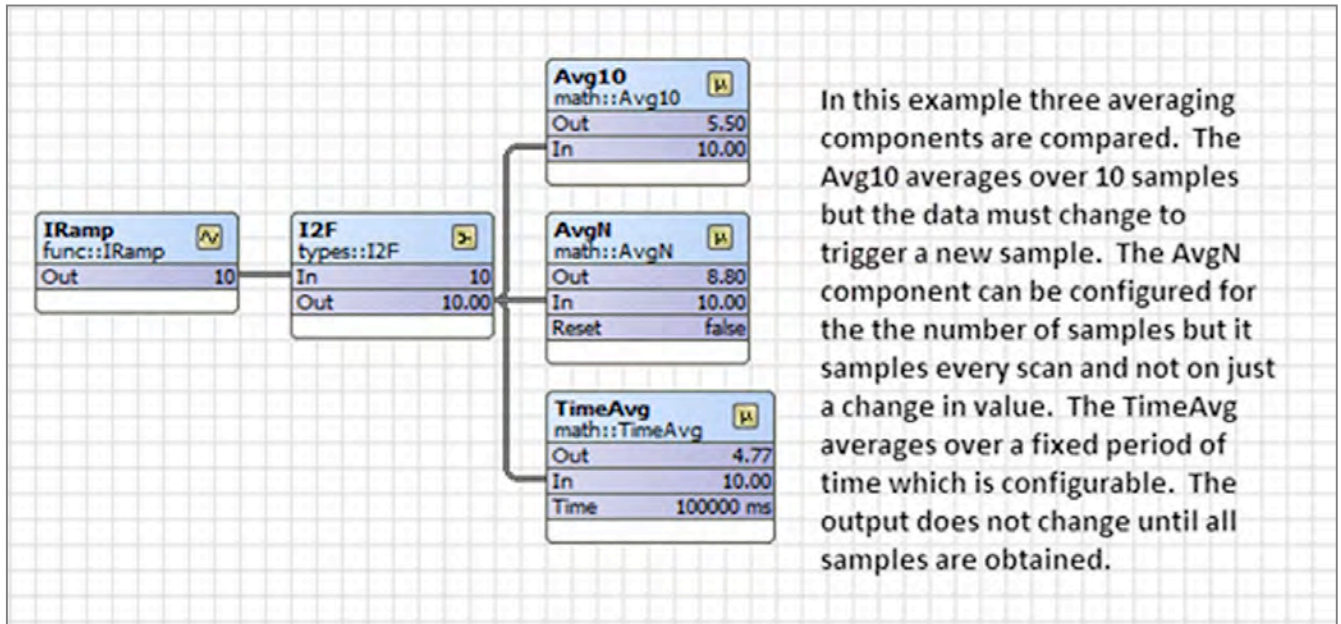 IRamp
func::IRamp
Out 10
I2F
types::I2F
In 10
Out 10.00
Avg10
math::Avg10
Out 5.50
In 10.00
AvgN
math::AvgN
Out 8.80
In 10.00
Reset false
TimeAvg
math::TimeAvg
Out 4.77
In 10.00
Time 100000 ms
In this example three averaging
components are compared. The
Avg10 averages over 10 samples
but the data must change to
trigger a new sample. The AvgN
component can be configured for
the the number of samples but it
samples every scan and not on just
a change in value. The TimeAvg
averages over a fixed period of
time which is configurable. The
output does not change until all
samples are obtained.